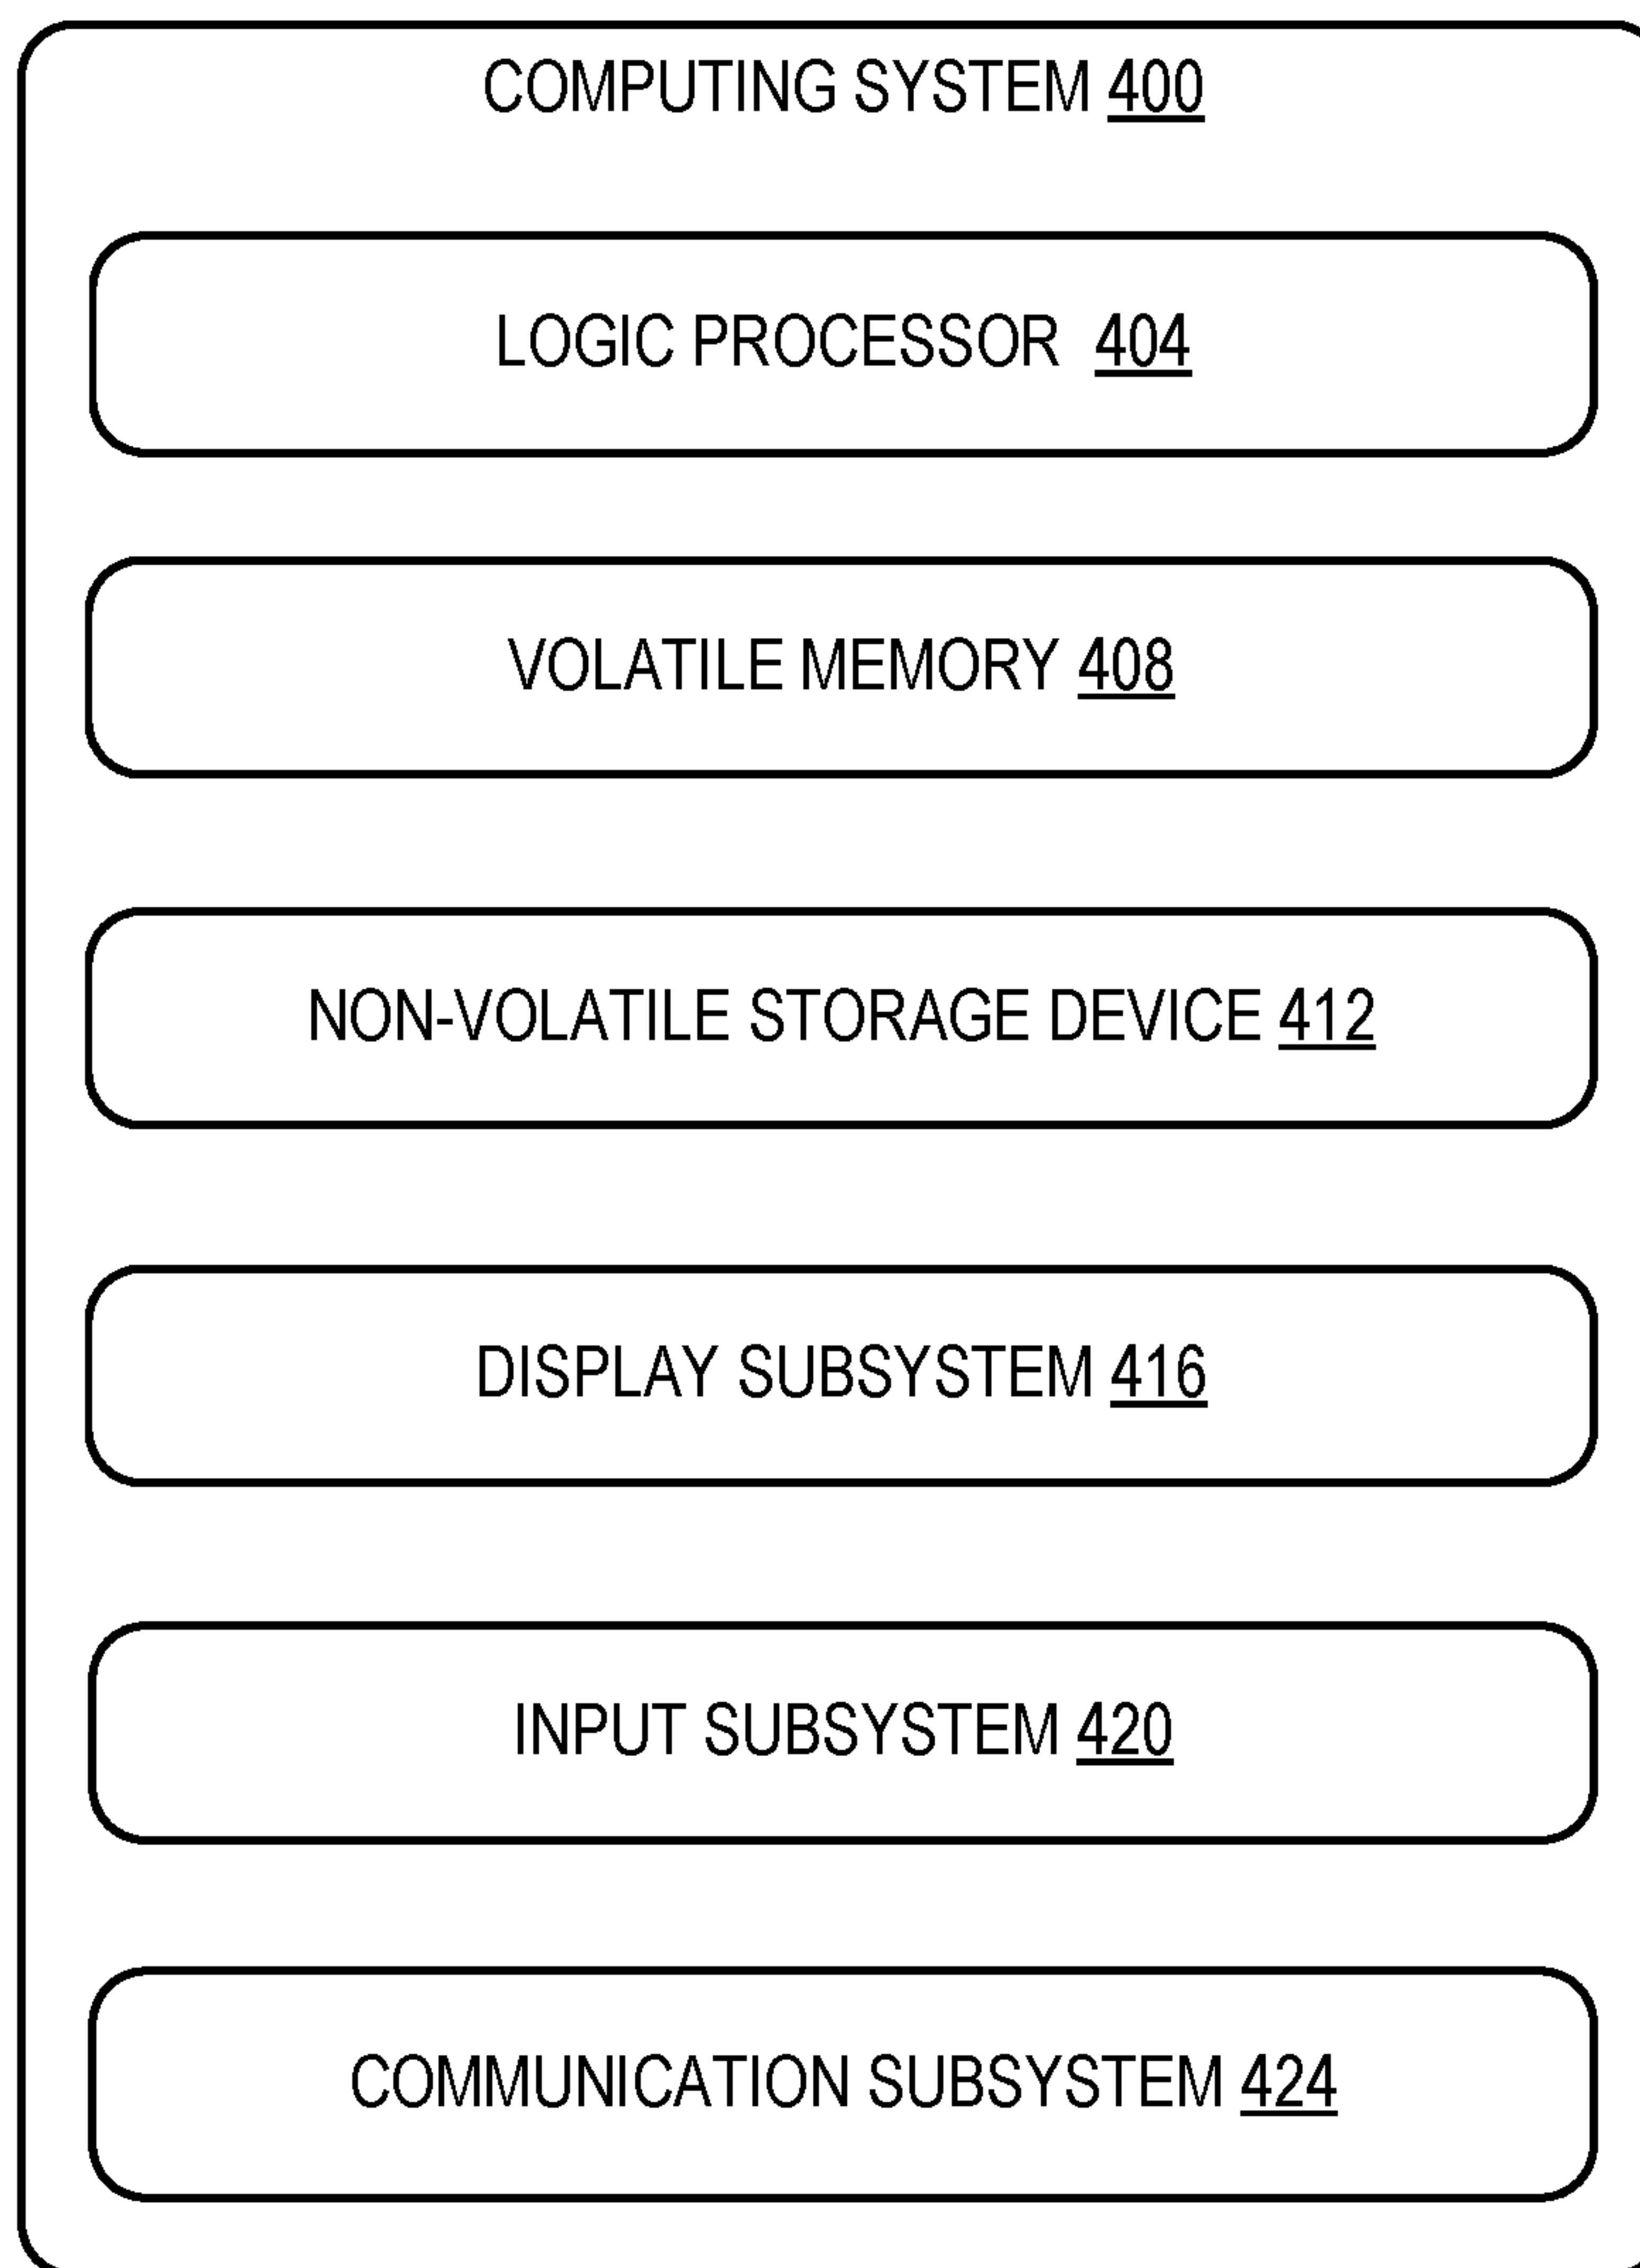 COMPUTING SYSTEM 400
LOGIC PROCESSOR 404
VOLATILE MEMORY 408
NON-VOLATILE STORAGE DEVICE 412
DISPLAY SUBSYSTEM 416
INPUT SUBSYSTEM 420
COMMUNICATION SUBSYSTEM 424